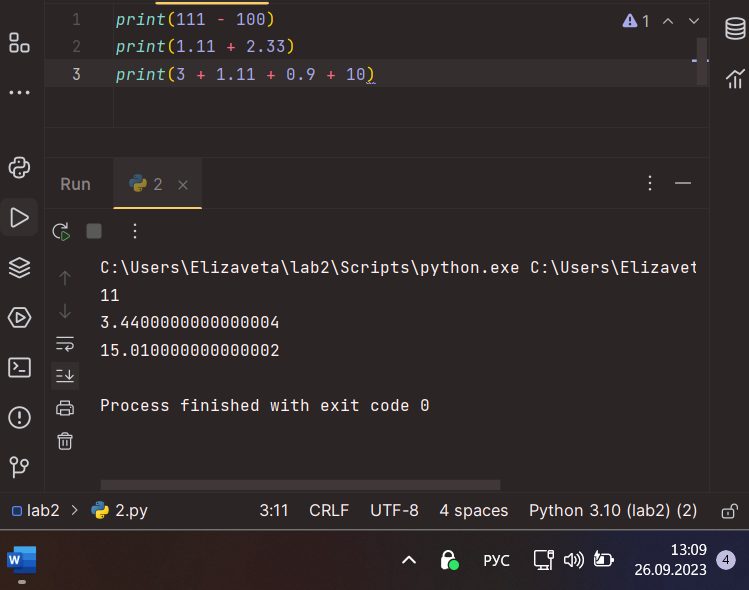 1 print(111 - 100)
2 print(1.11 + 2.33)
3 print(3 + 1.11 + 0.9 + 10)
1
Run 2
C:\Users\Elizaveta\lab2\Scripts\python.exe C:\Users\Elizavet
11
3.4400000000000004
15.010000000000002
Process finished with exit code 0
lab2 > 2.py 3:11 CRLF UTF-8 4 spaces Python 3.10 (lab2) (2)
W РУС 13:09 4
26.09.2023